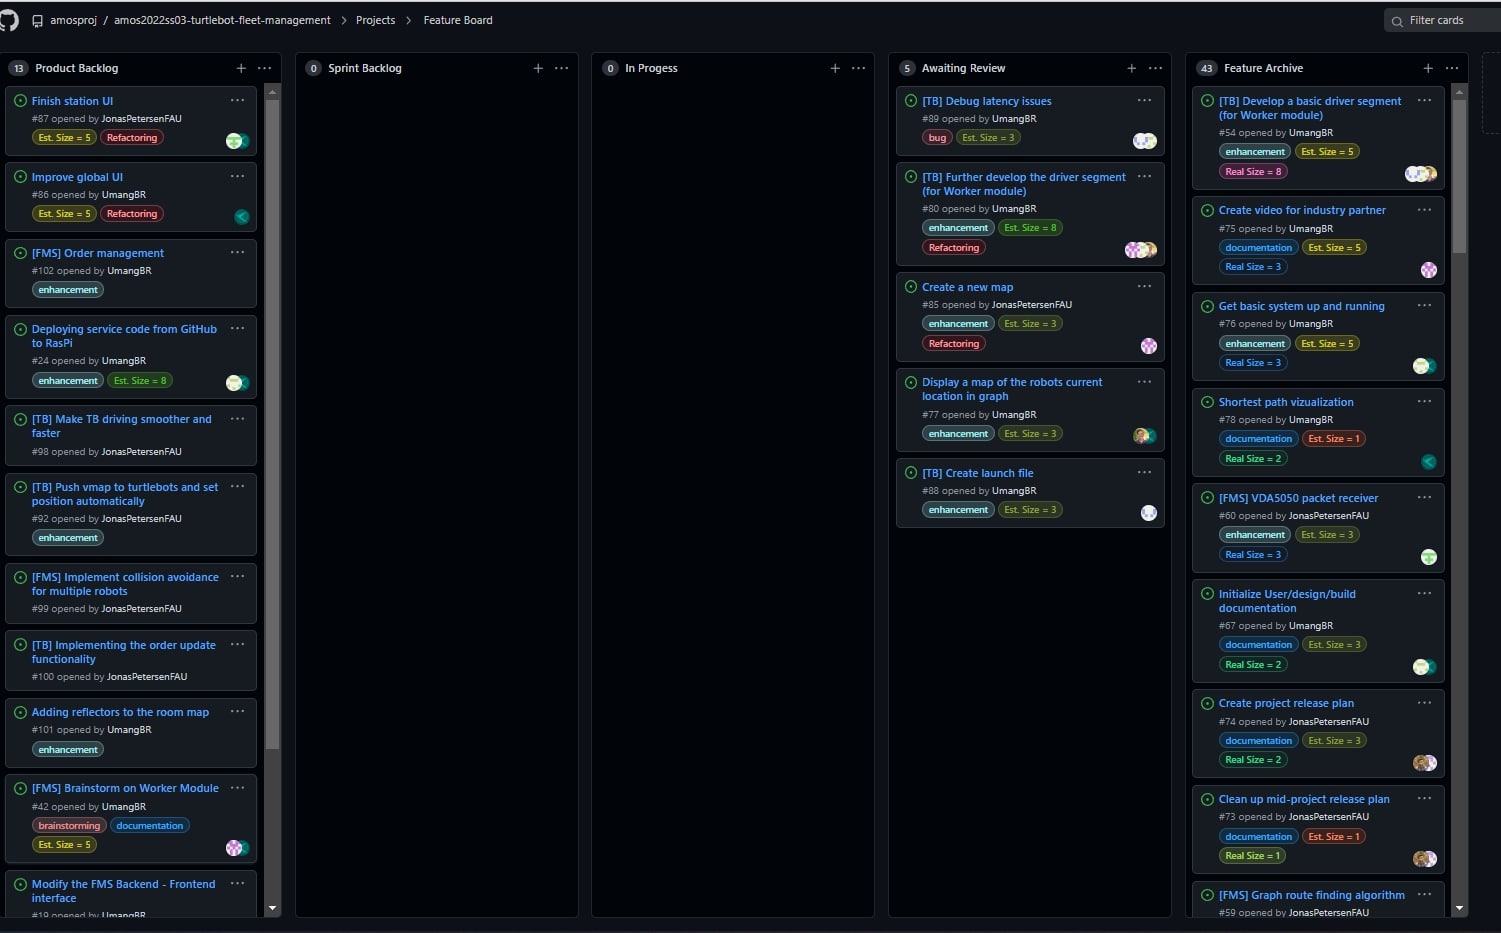 amosproj / amos2022ss03-turtlebot-fleet-management > Projects > Feature Board
Filter cards
13 Product Backlog
Finish station UI
#87 opened by JonasPetersenFAU
Est. Size = 5 Refactoring
Improve global UI
#86 opened by UmangBR
Est. Size = 5 Refactoring
[FMS] Order management
#102 opened by UmangBR
enhancement
Deploying service code from GitHub
to RasPi
#24 opened by UmangBR
enhancement Est. Size = 8
[TB] Make TB driving smoother and
faster
#98 opened by JonasPetersenFAU
[TB] Push vmap to turtlebots and set
position automatically
#92 opened by JonasPetersenFAU
enhancement
[FMS] Implement collision avoidance
for multiple robots
#99 opened by JonasPetersenFAU
[TB] Implementing the order update
functionality
#100 opened by JonasPetersenFAU
Adding reflectors to the room map
#101 opened by UmangBR
enhancement
[FMS] Brainstorm on Worker Module
#42 opened by UmangBR
brainstorming documentation
Est. Size = 5
Modify the FMS Backend - Frontend
interface
#19 opened by UmangBR
0 Sprint Backlog
0 In Progess
5 Awaiting Review
[TB] Debug latency issues
#89 opened by UmangBR
bug Est. Size = 3
[TB] Further develop the driver segment
(for Worker module)
#80 opened by UmangBR
enhancement Est. Size = 8
Refactoring
Create a new map
#85 opened by JonasPetersenFAU
enhancement Est. Size = 3
Refactoring
Display a map of the robots current
location in graph
#77 opened by UmangBR
enhancement Est. Size = 3
[TB] Create launch file
#88 opened by UmangBR
enhancement Est. Size = 3
43 Feature Archive
[TB] Develop a basic driver segment
(for Worker module)
#54 opened by UmangBR
enhancement Est. Size = 5
Real Size = 8
Create video for industry partner
#75 opened by UmangBR
documentation Est. Size = 5
Real Size = 3
Get basic system up and running
#76 opened by UmangBR
enhancement Est. Size = 5
Real Size = 3
Shortest path vizualization
#78 opened by UmangBR
documentation Est. Size = 1
Real Size = 2
[FMS] VDA5050 packet receiver
#60 opened by JonasPetersenFAU
enhancement Est. Size = 3
Real Size = 3
Initialize User/design/build
documentation
#67 opened by UmangBR
documentation Est. Size = 3
Real Size = 2
Create project release plan
#74 opened by JonasPetersenFAU
documentation Est. Size = 3
Real Size = 2
Clean up mid-project release plan
#73 opened by JonasPetersenFAU
documentation Est. Size = 1
Real Size = 1
[FMS] Graph route finding algorithm
#59 opened by JonasPetersenFAU